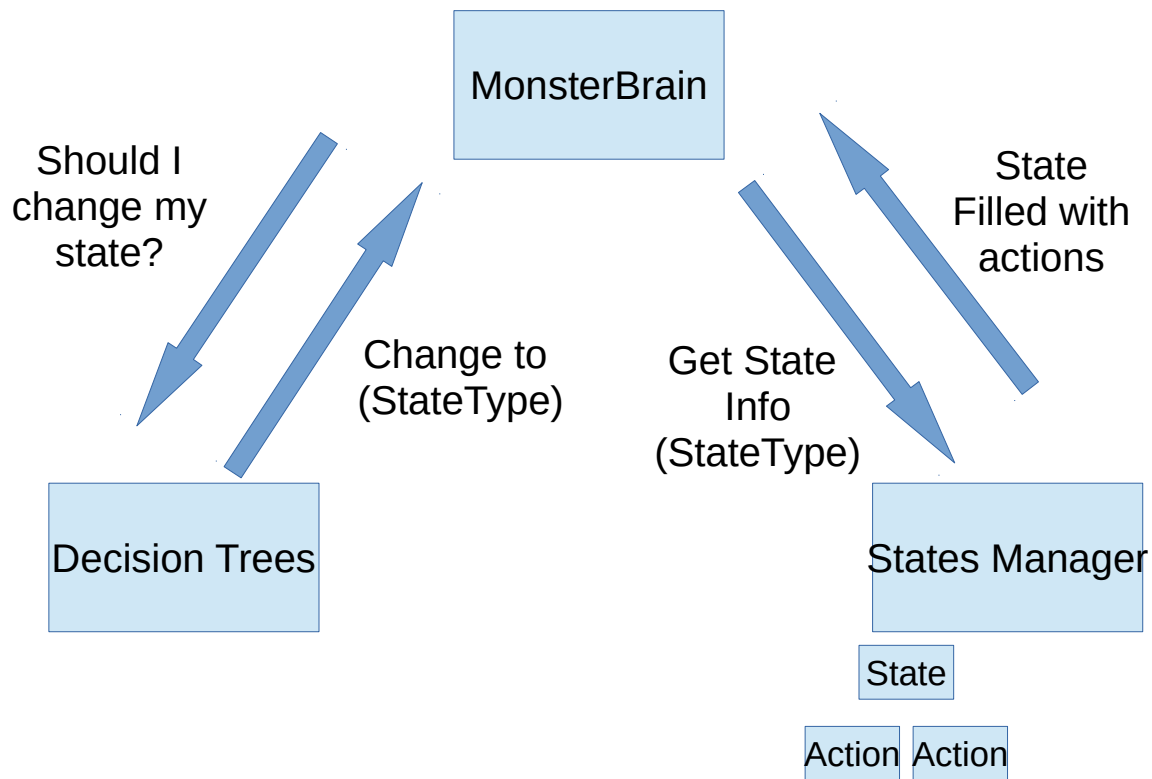 MonsterBrain
Should I
change my
state?
Change to
(StateType)
Get State
Info
(StateType)
State
Filled with
actions
Decision Trees
States Manager
State
Action
Action